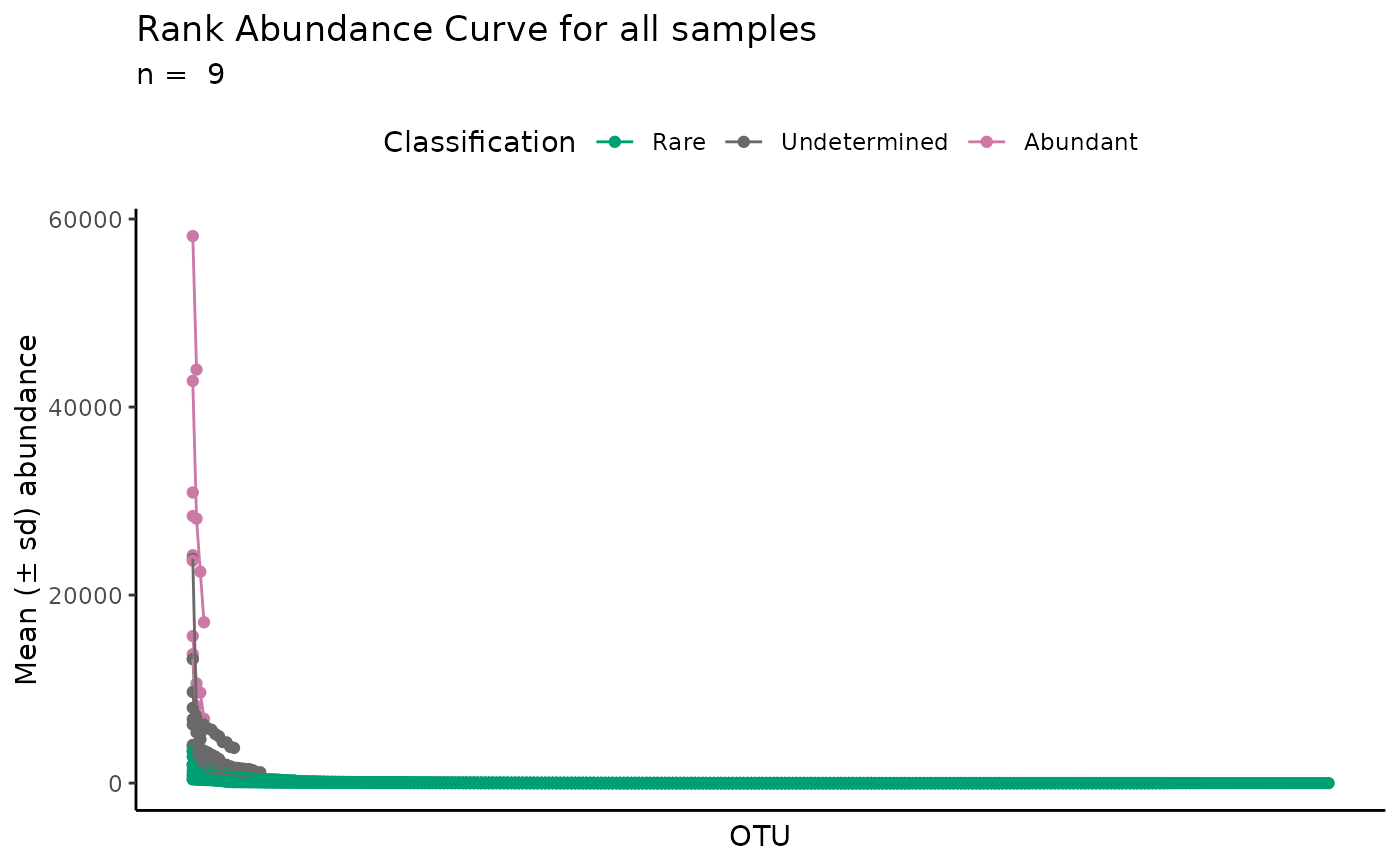 Rank Abundance Curve for all samples
n =  9
Classification Rare Undetermined Abundant
60000
40000
20000
0
Mean (± sd) abundance
OTU